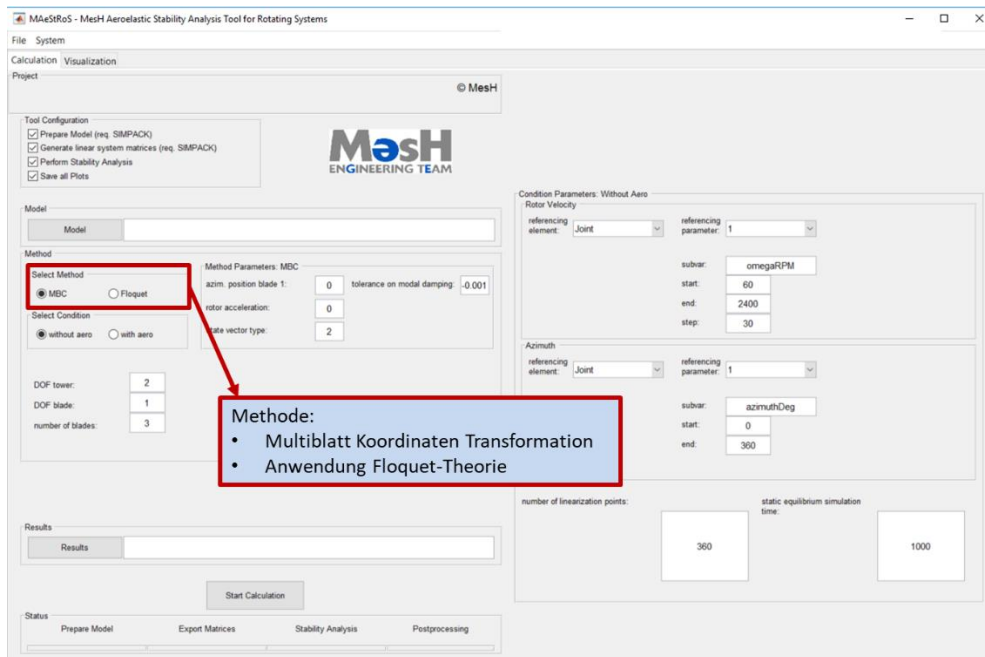 MAeStRoS - MesH Aeroelastic Stability Analysis Tool for Rotating Systems
File System
Calculation Visualization
Project
© MesH
Tool Configuration
Prepare Model (req. SIMPACK)
Generate linear system matrices (req. SIMPACK)
Perform Stability Analysis
Save all Plots
MəsH
ENGINEERING TEAM
Model
Model
Method
Select Method
MBC Floquet
Select Condition
without aero with aero
Method Parameters: MBC
azim. position blade 1: 0 tolerance on modal damping: -0.001
rotor acceleration: 0
state vector type: 2
DOF tower: 2
DOF blade: 1
number of blades: 3
Methode:
• Multiblatt Koordinaten Transformation
• Anwendung Floquet-Theorie
Results
Results
Start Calculation
Status
Prepare Model Export Matrices Stability Analysis Postprocessing
Condition Parameters: Without Aero
Rotor Velocity
referencing element: Joint referencing parameter: 1
subvar: omegaRPM
start: 60
end: 2400
step: 30
Azimuth
referencing element: Joint referencing parameter: 1
subvar: azimuthDeg
start: 0
end: 360
number of linearization points: 360
static equilibrium simulation time: 1000